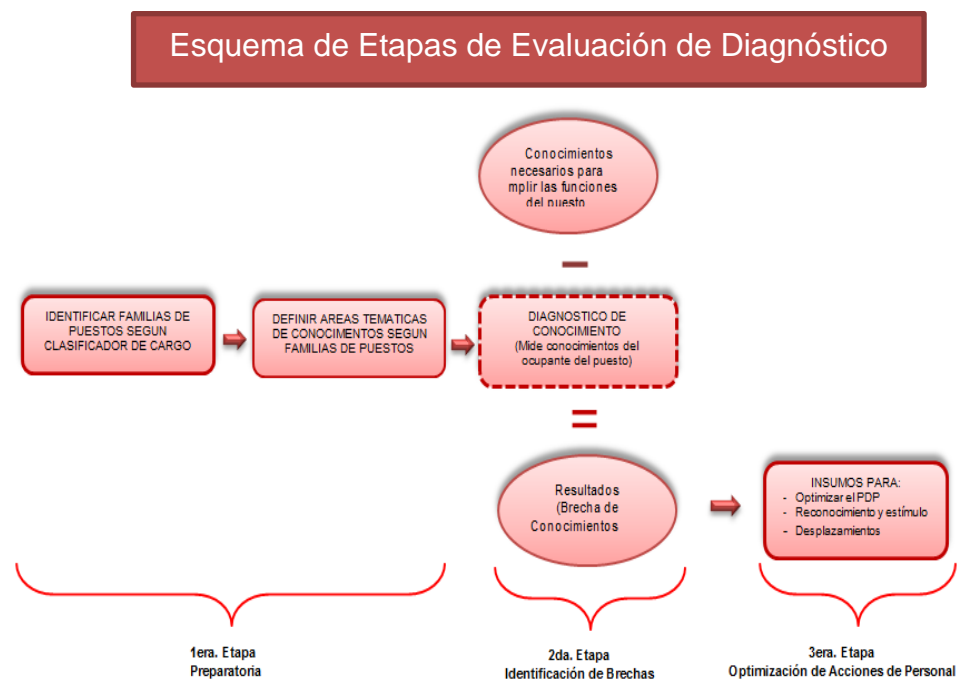 Esquema de Etapas de Evaluación de Diagnóstico
Conocimientos
necesarios para
mplir las funciones
del puesto
−
IDENTIFICAR FAMILIAS DE
PUESTOS SEGUN
CLASIFICADOR DE CARGO
DEFINIR AREAS TEMATICAS
DE CONOCIMIENTOS SEGUN
FAMILIAS DE PUESTOS
DIAGNOSTICO DE
CONOCIMIENTO
(Mide conocimientos del
ocupante del puesto)
=
Resultados
(Brecha de
Conocimientos
INSUMOS PARA:
- Optimizar el PDP
- Reconocimiento y estímulo
- Desplazamientos
1era. Etapa
Preparatoria
2da. Etapa
Identificación de Brechas
3era. Etapa
Optimización de Acciones de Personal